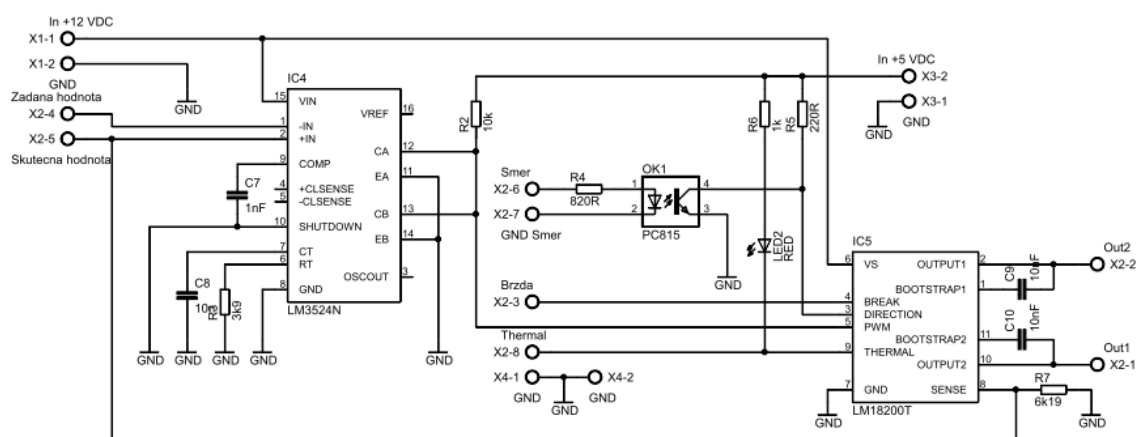 In +12 VDC
X1-1
X1-2
GND
GND
Zadana hodnota
X2-4
X2-5
Skutecna hodnota
IC4
15 VIN
VREF 16
1 -IN
2 +IN
CA 12
9 COMP
EA 11
4 +CLSENSE
5 -CLSENSE
CB 13
10 SHUTDOWN
EB 14
7 CT
6 RT
OSCOUT 3
8 GND
LM3524N
C7
1nF
C8
10n
R3
3k9
GND
GND
GND
GND
GND
R2
10k
R6
1k
R5
220R
In +5 VDC
X3-2
X3-1
GND
GND
Smer
X2-6
R4
820R
X2-7
GND Smer
OK1
1
2
4
3
PC815
GND
LED2
RED
Brzda
X2-3
Thermal
X2-8
X4-1
X4-2
GND
GND
GND
IC5
6 VS
OUTPUT1 2
BOOTSTRAP1 1
4 BREAK
3 DIRECTION
5 PWM
BOOTSTRAP2 11
9 THERMAL
OUTPUT2 10
7 GND
SENSE 8
LM18200T
GND
C9
10nF
C10
10nF
Out2
X2-2
Out1
X2-1
R7
6k19
GND